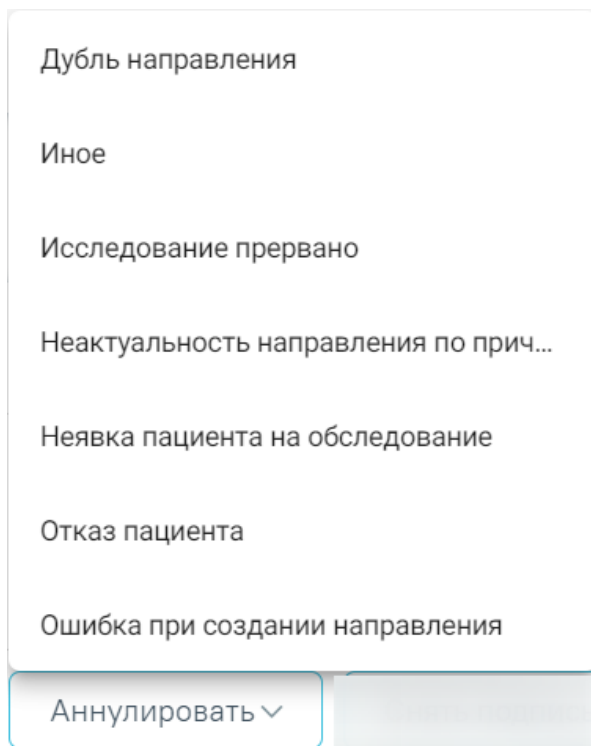 Дубль направления
Иное
Исследование прервано
Неактуальность направления по прич...
Неявка пациента на обследование
Отказ пациента
Ошибка при создании направления
Аннулировать